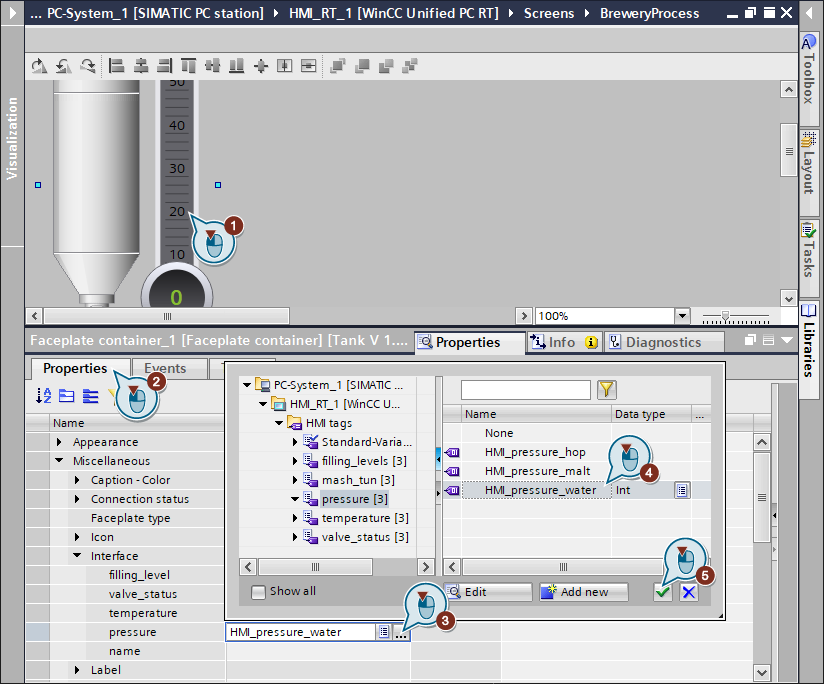 ... PC-System_1 [SIMATIC PC station] HMI_RT_1 [WinCC Unified PC RT] Screens BreweryProcess
Visualization
Toolbox
Layout
Tasks
Libraries
50
40
30
20
10
0
1
100%
Faceplate container_1 [Faceplate container] [Tank V 1....
Properties
Info
Diagnostics
Properties
Events
2
Name
Appearance
Miscellaneous
Caption - Color
Connection status
Faceplate type
Icon
Interface
filling_level
valve_status
temperature
pressure
HMI_pressure_water
...
name
Label
PC-System_1 [SIMATIC ...
HMI_RT_1 [WinCC U...
HMI tags
Standard-Varia...
filling_levels [3]
mash_tun [3]
pressure [3]
temperature [3]
valve_status [3]
Show all
Name
Data type
...
None
HMI_pressure_hop
HMI_pressure_malt
HMI_pressure_water
Int
4
Edit
Add new
5
3